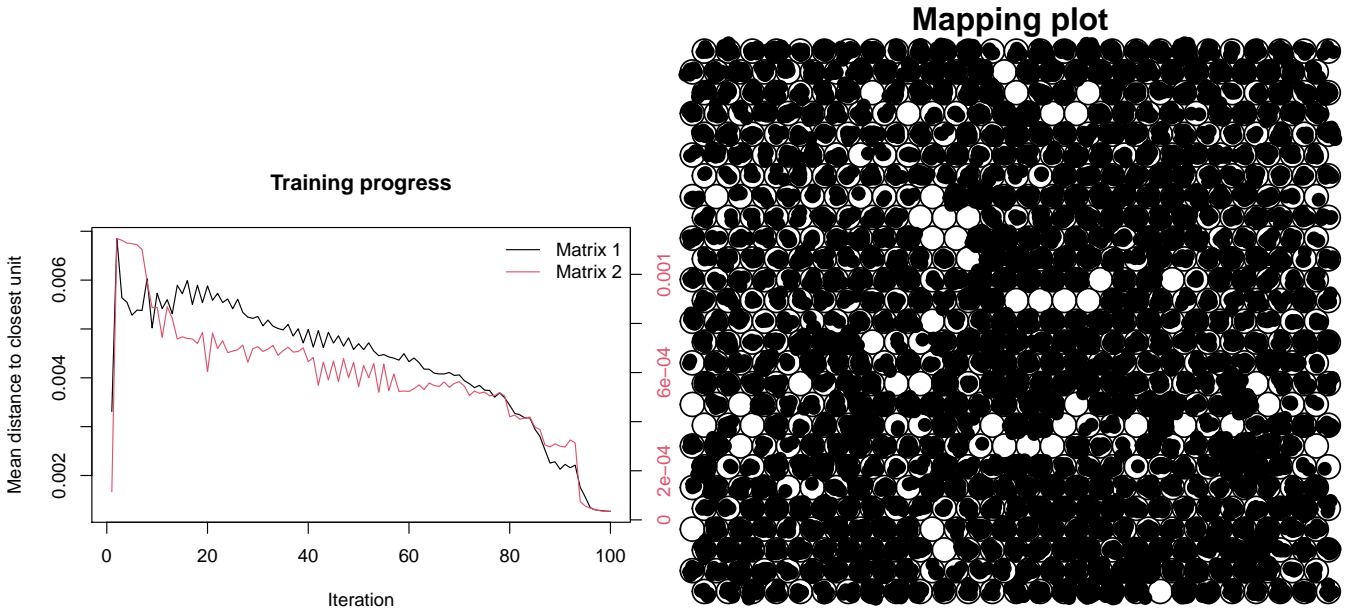 Mapping plot
Training progress
Matrix 1
Matrix 2
Mean distance to closest unit
0.002
0.004
0.006
0
2e−04
6e−04
0.001
0
20
40
60
80
100
Iteration